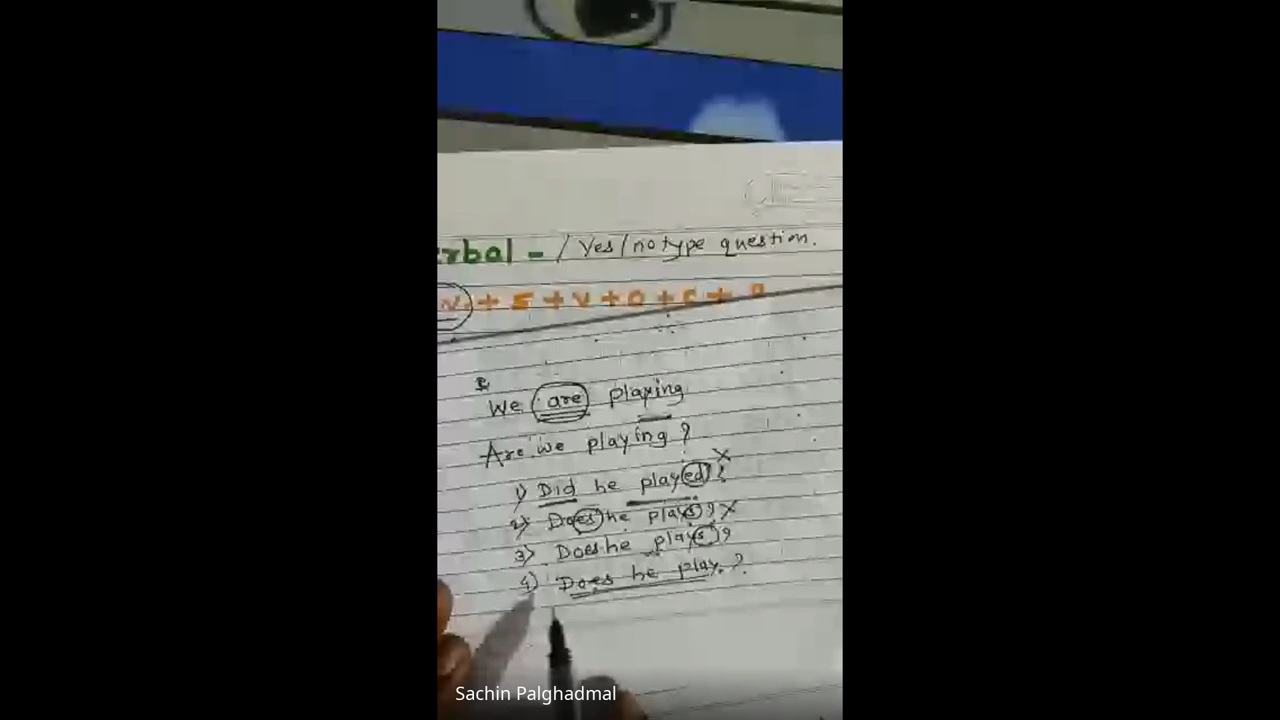 erbal - / Yes/no type question.
V + S + V + O + C + ?
We are playing
Are we playing ?
1) Did he played ? X
2) Does he plays ? X
3) Does he plays ?
4) Does he play. ?
Sachin Palghadmal